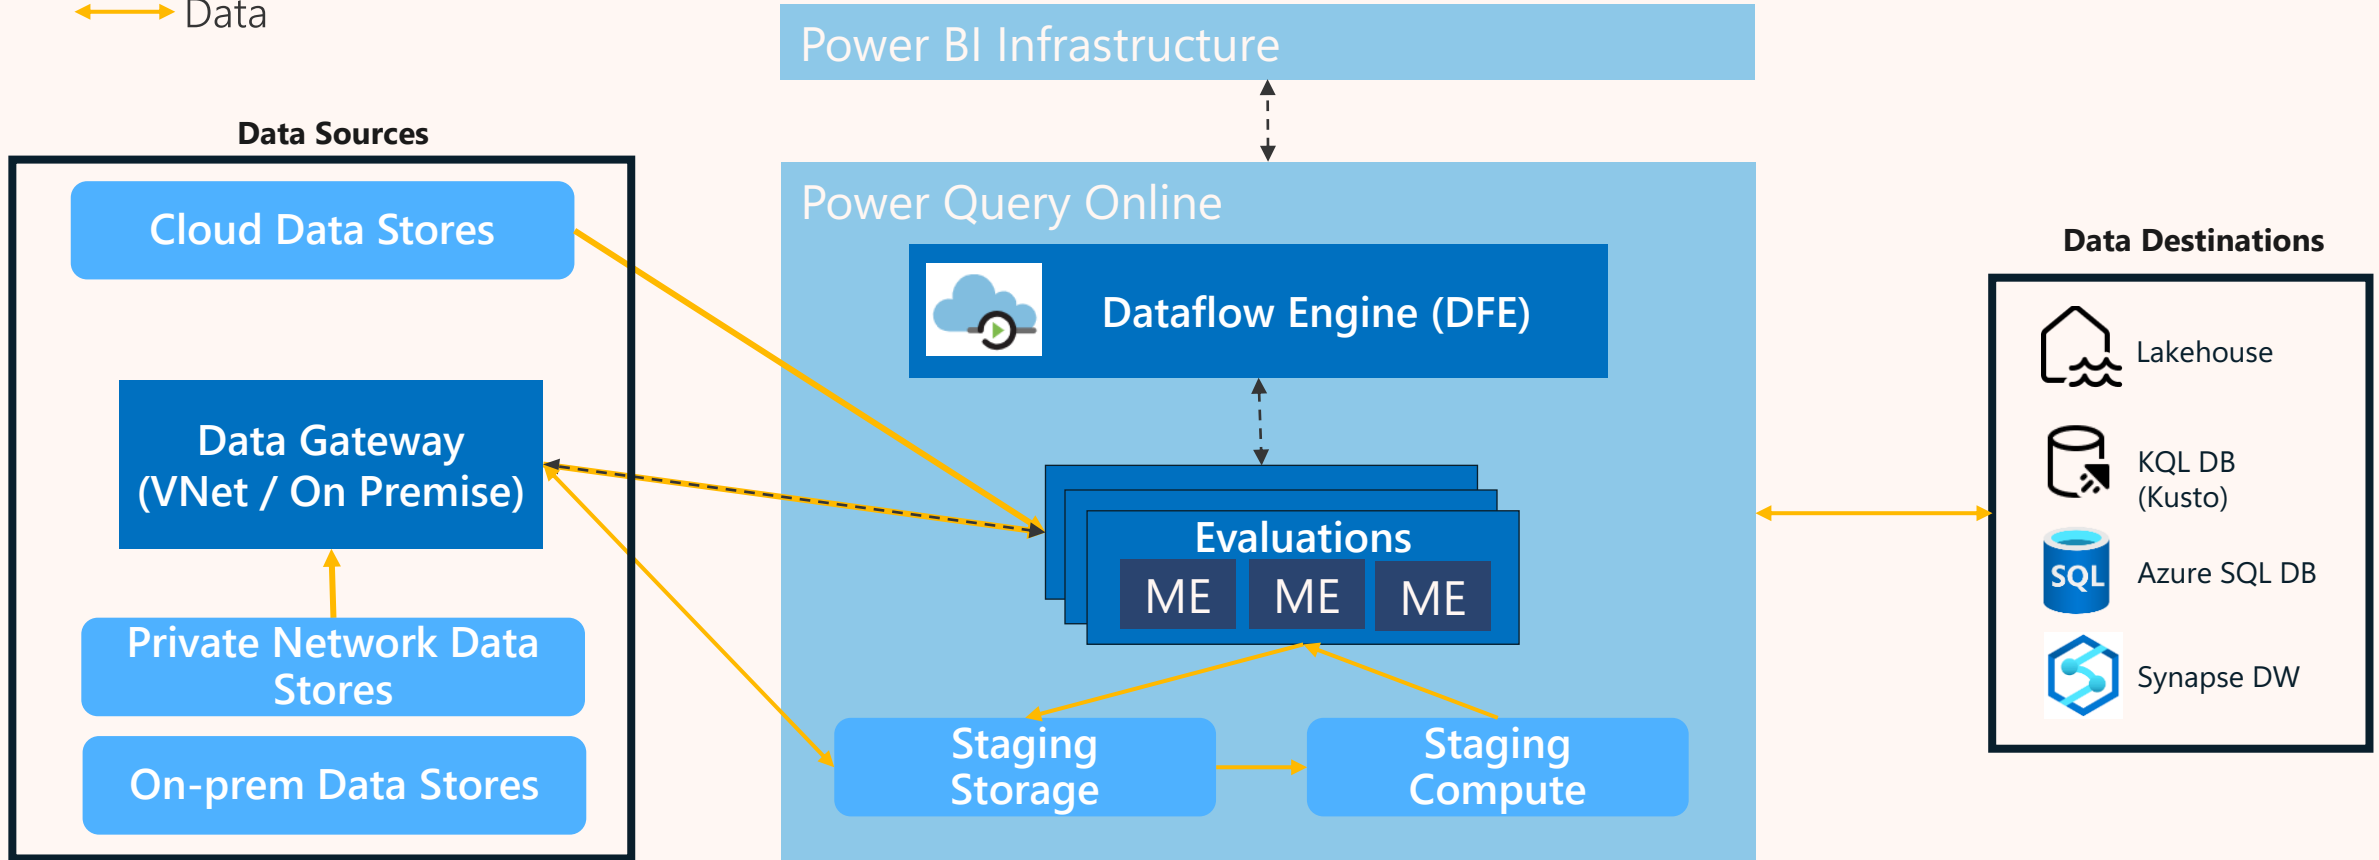 Data
Power BI Infrastructure
Data Sources
Cloud Data Stores
Data Gateway
(VNet / On Premise)
Private Network Data
Stores
On-prem Data Stores
Power Query Online
Dataflow Engine (DFE)
Evaluations
ME
ME
ME
Staging
Storage
Staging
Compute
Data Destinations
Lakehouse
KQL DB
(Kusto)
SQL
Azure SQL DB
Synapse DW